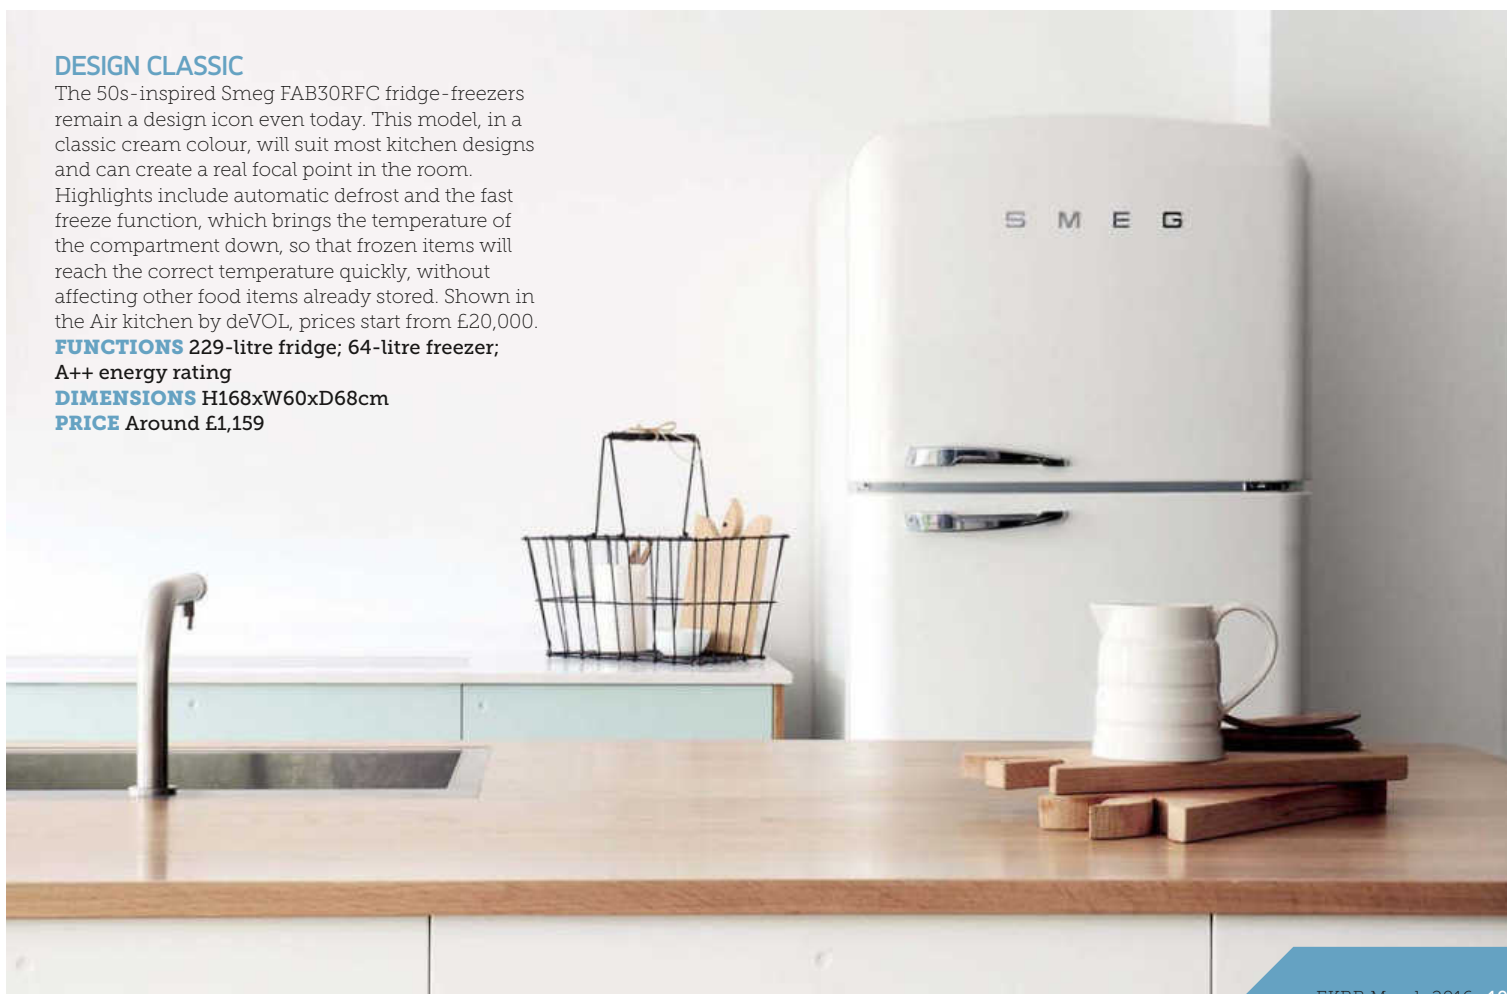 DESIGN CLASSIC
The 50s-inspired Smeg FAB30RFC fridge-freezers
remain a design icon even today. This model, in a
classic cream colour, will suit most kitchen designs
and can create a real focal point in the room.
Highlights include automatic defrost and the fast
freeze function, which brings the temperature of
the compartment down, so that frozen items will
reach the correct temperature quickly, without
affecting other food items already stored. Shown in
the Air kitchen by deVOL, prices start from £20,000.
FUNCTIONS 229-litre fridge; 64-litre freezer;
A++ energy rating
DIMENSIONS H168xW60xD68cm
PRICE Around £1,159
SMEG